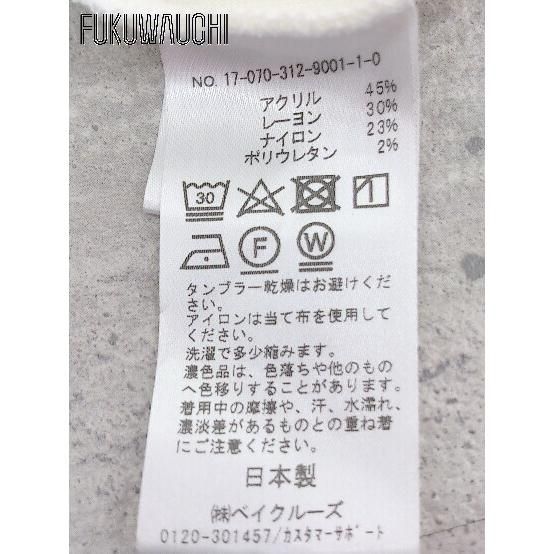 FUKUWAUCHI
NO. 17-070-312-9001-1-0
アクリル 45%
レーヨン 30%
ナイロン 23%
ポリウレタン 2%
30
F
W
タンブラー乾燥はお避けくだ
さい。
アイロンは当て布を使用して
ください。
洗濯で多少縮みます。
濃色品は、色落ちや他のもの
へ色移りすることがあります。
着用中の摩擦や、汗、水濡れ、
濃淡差があるものとの重ね着
にご注意ください。
日本製
㈱ベイクルーズ
0120-301457/カスタマーサポート